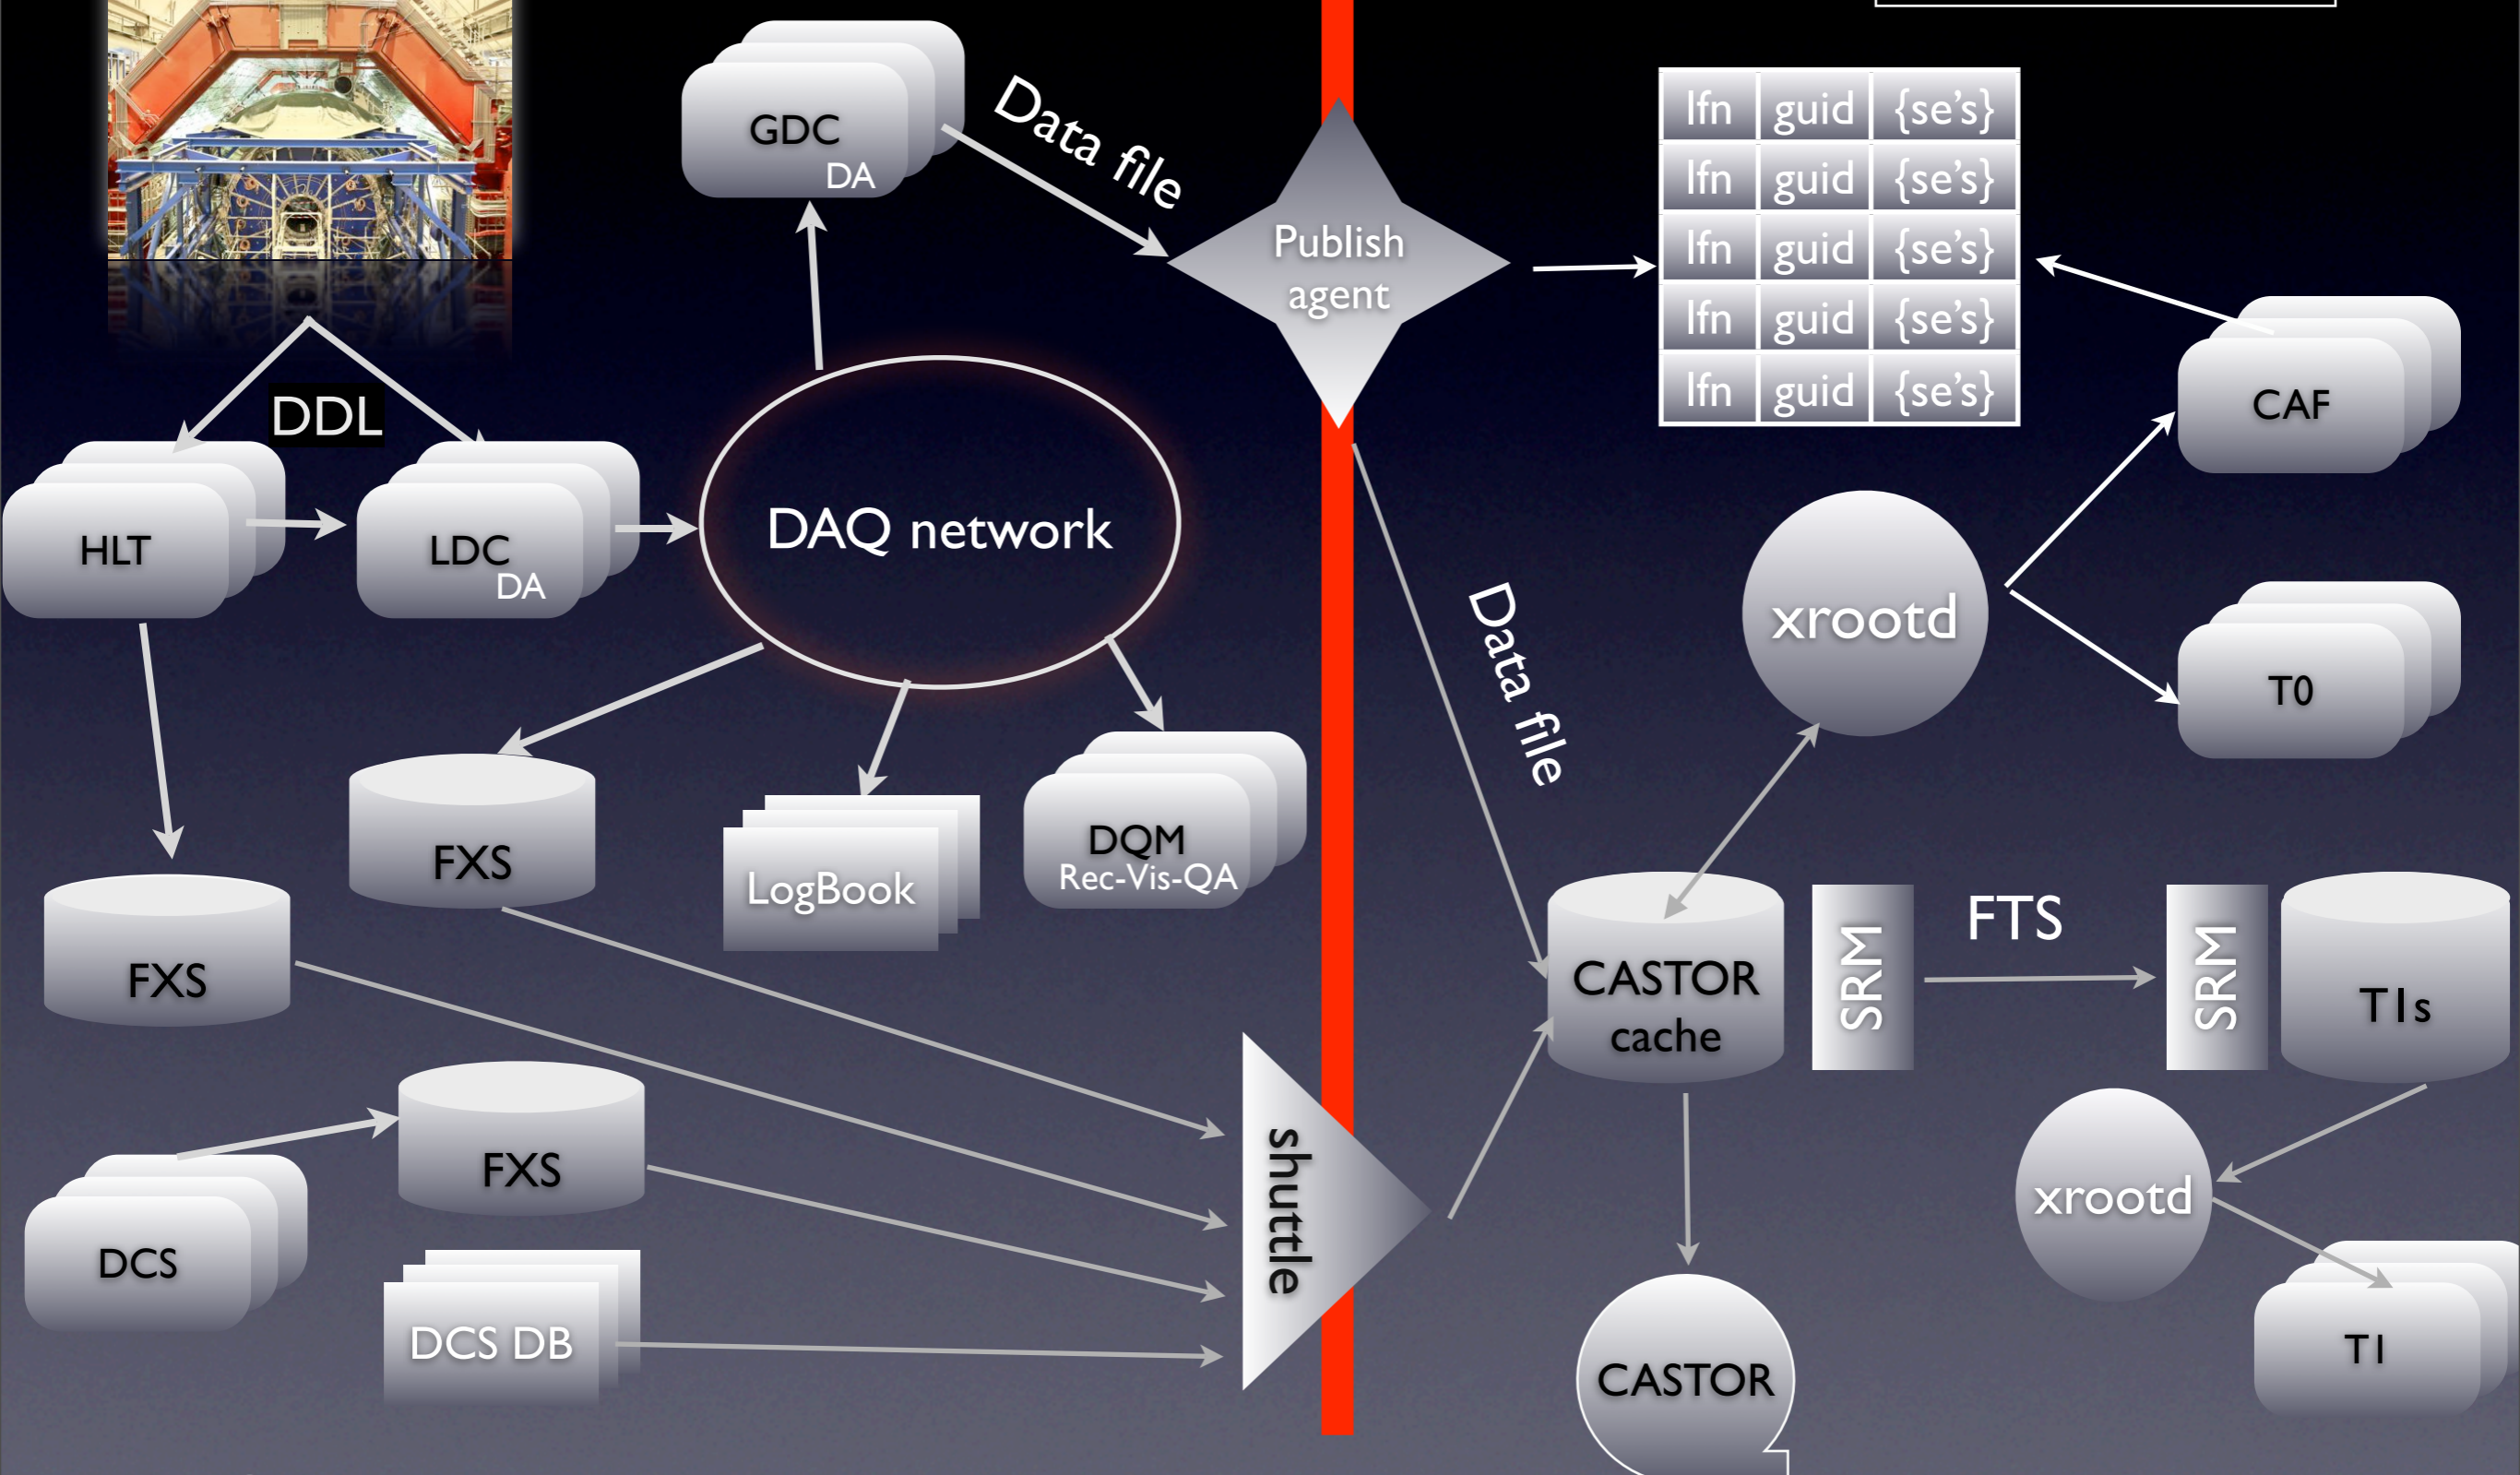 GDC
DA
Data file
Publish
agent
lfn guid {se's}
lfn guid {se's}
lfn guid {se's}
lfn guid {se's}
lfn guid {se's}
DDL
CAF
HLT
LDC
DA
DAQ network
Data file
xrootd
T0
FXS
LogBook
DQM
Rec-Vis-QA
FXS
CASTOR
cache
SRM
FTS
SRM
T1s
FXS
shuttle
xrootd
DCS
DCS DB
CASTOR
T1